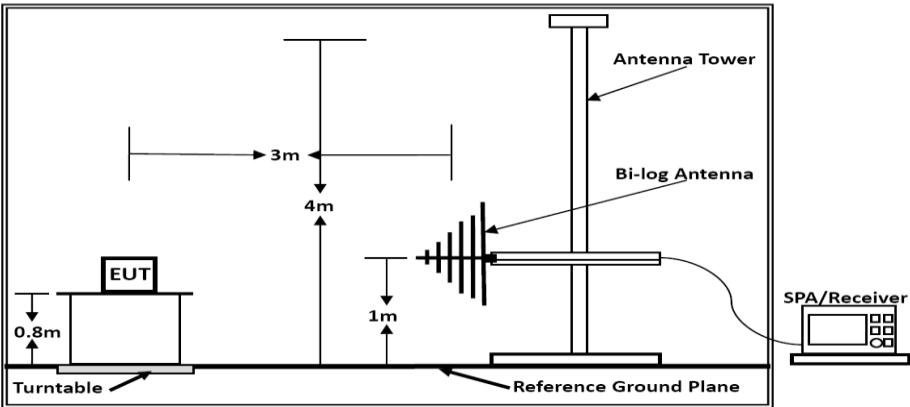 Antenna Tower
3m
Bi-log Antenna
4m
EUT
SPA/Receiver
1m
0.8m
Turntable
Reference Ground Plane